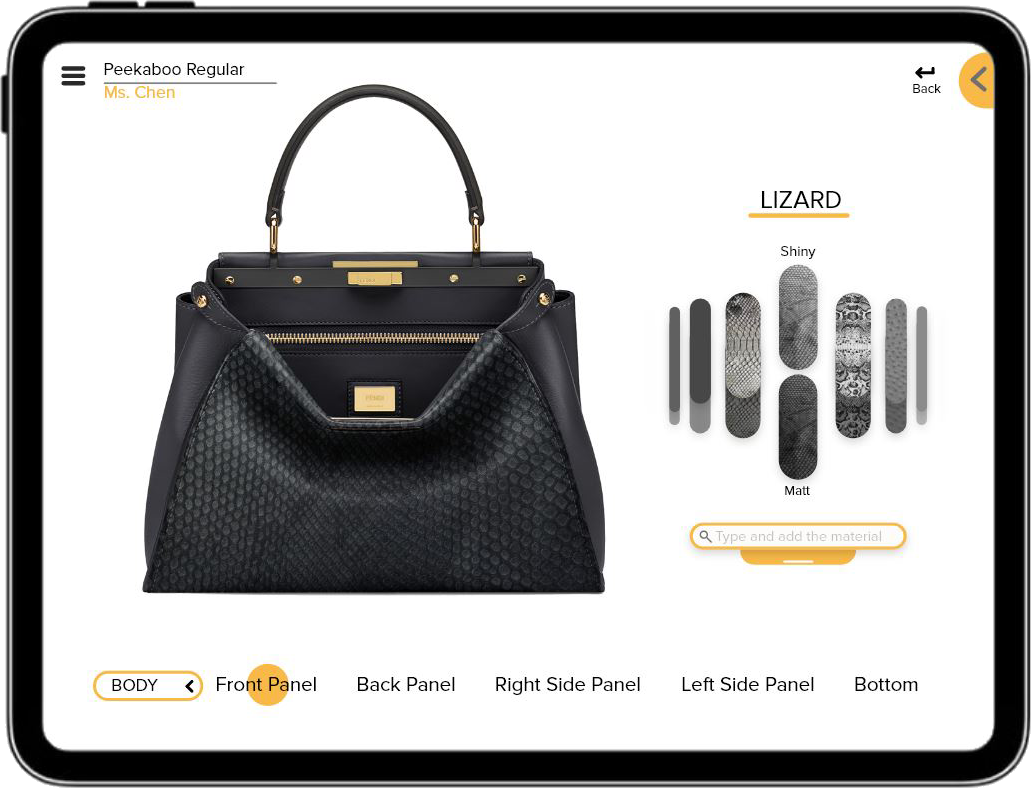 Peekaboo Regular
Ms. Chen
Back
LIZARD
Shiny
FENDI
Matt
Type and add the material
BODY
Front Panel
Back Panel
Right Side Panel
Left Side Panel
Bottom